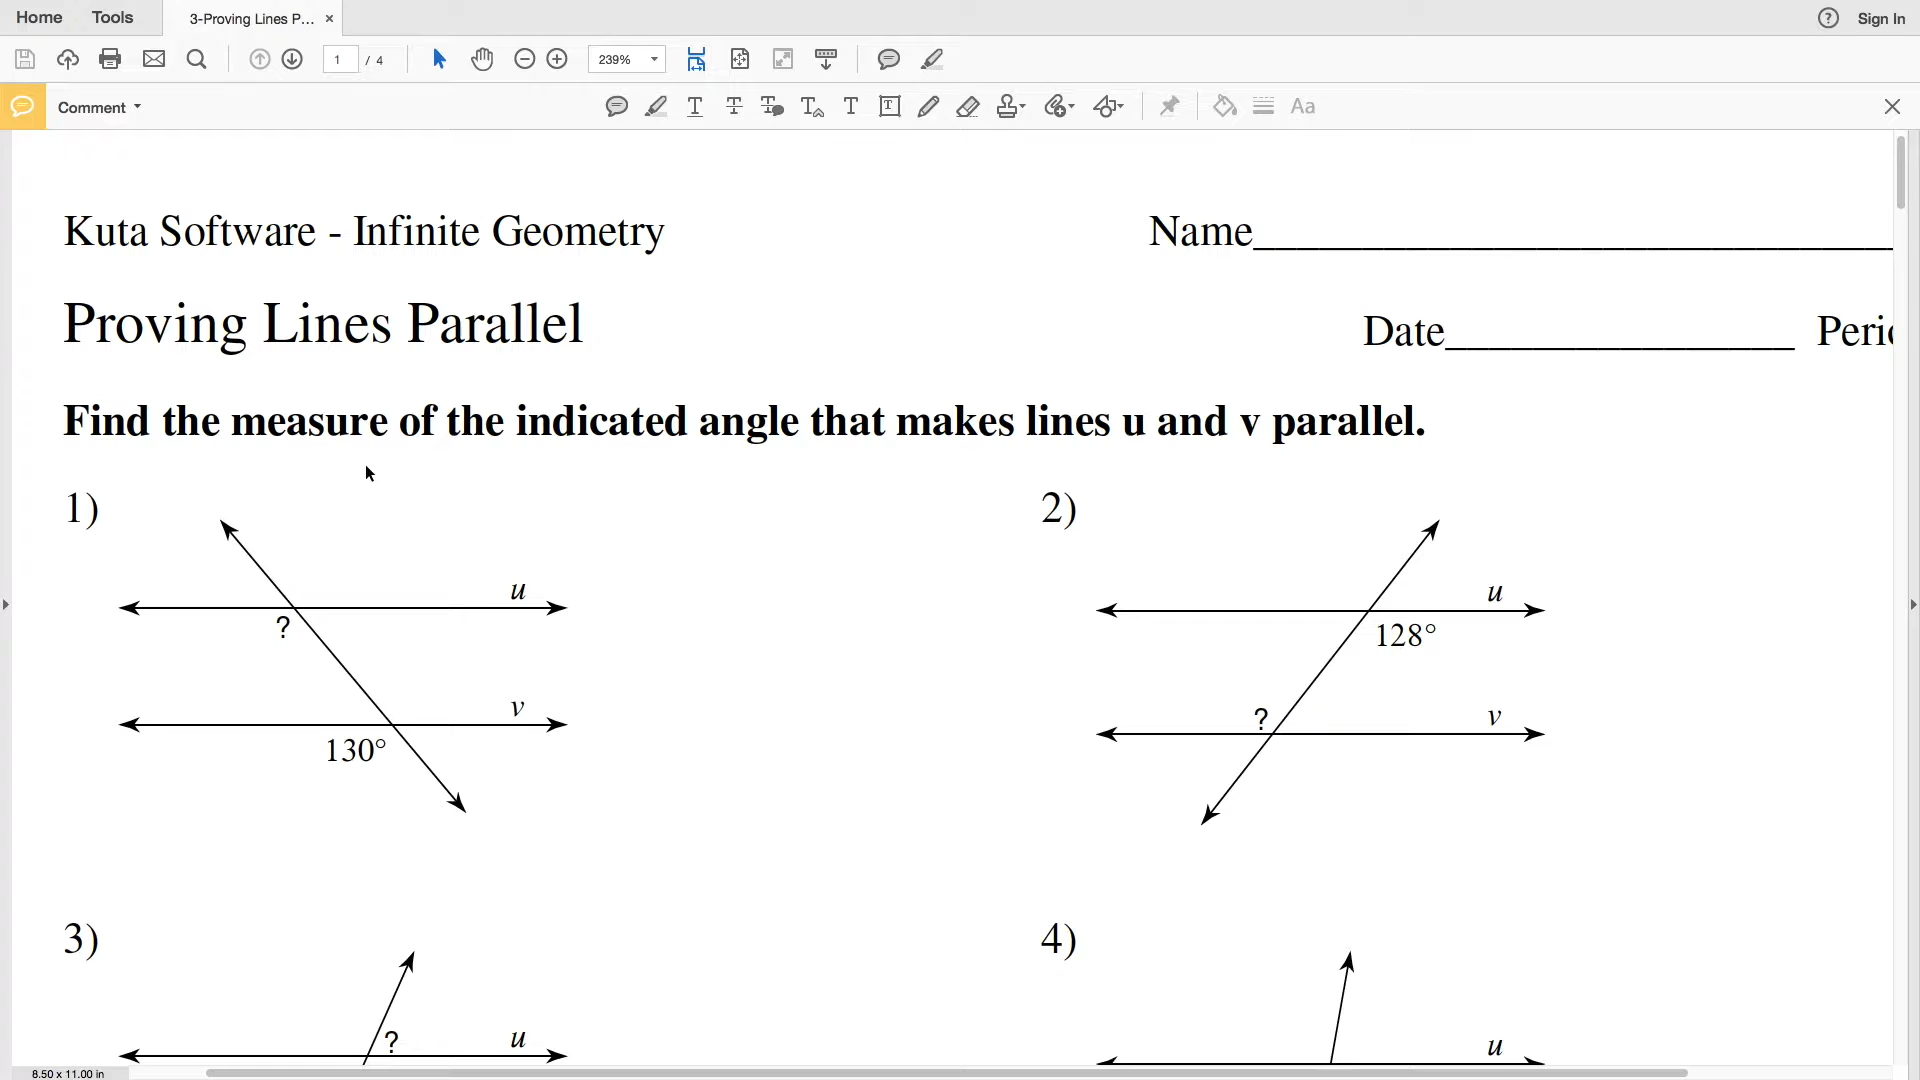 Home Tools 3-Proving Lines P... × ? Sign In
1 / 4 239%
Comment
Aa
Kuta Software - Infinite Geometry Name
Proving Lines Parallel Date Perio
Find the measure of the indicated angle that makes lines u and v parallel.
1) 2)
u u
? 128°
v ? v
130°
3) 4)
? u u
8.50 x 11.00 in